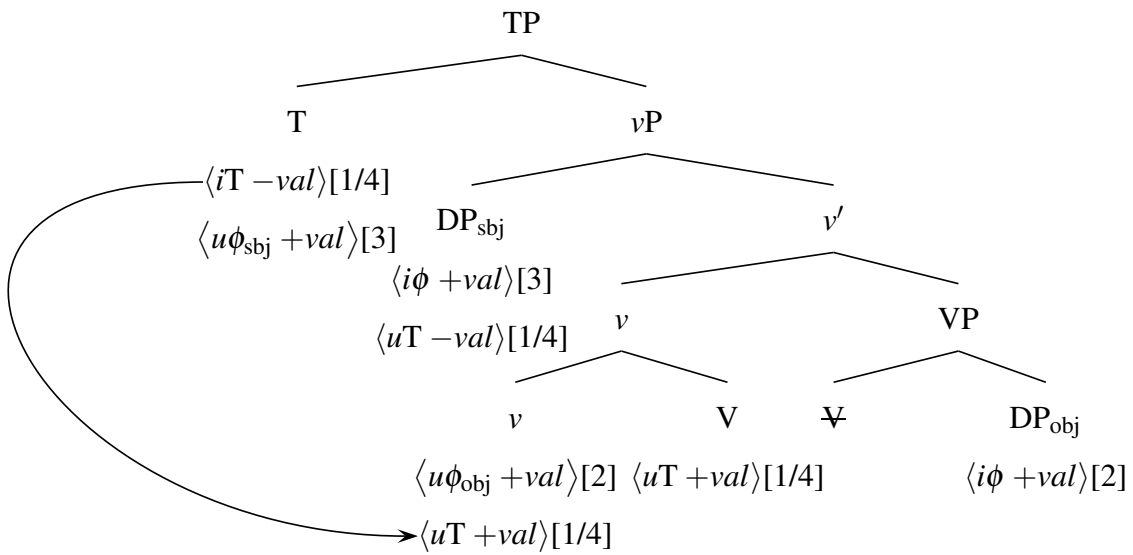 TP
T vP
⟨iT −val⟩[1/4]
⟨uϕsbj +val⟩[3] DPsbj v′
⟨iϕ +val⟩[3]
⟨uT −val⟩[1/4] v VP
v V V DPobj
⟨uϕobj +val⟩[2] ⟨uT +val⟩[1/4] ⟨iϕ +val⟩[2]
⟨uT +val⟩[1/4]